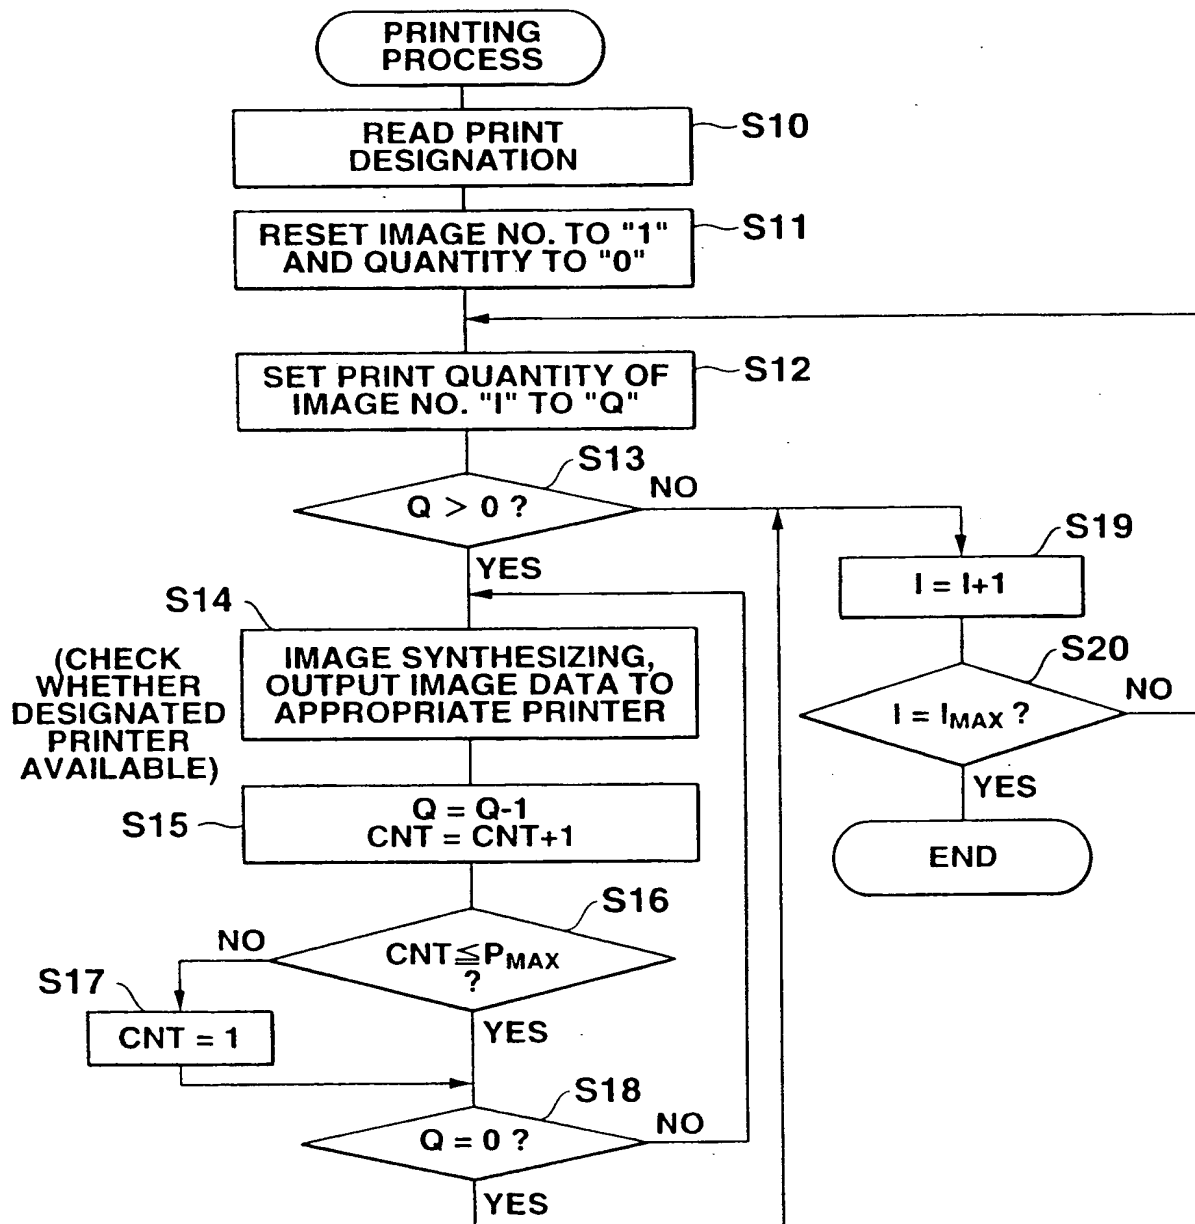 PRINTING
PROCESS
READ PRINT
DESIGNATION
S10
RESET IMAGE NO. TO "1"
AND QUANTITY TO "0"
S11
SET PRINT QUANTITY OF
IMAGE NO. "I" TO "Q"
S12
S13
Q > 0 ?
NO
YES
S19
I = I+1
S14
(CHECK
WHETHER
DESIGNATED
PRINTER
AVAILABLE)
IMAGE SYNTHESIZING,
OUTPUT IMAGE DATA TO
APPROPRIATE PRINTER
S20
I = IMAX ?
NO
YES
END
S15
Q = Q-1
CNT = CNT+1
S16
CNT≦PMAX
?
NO
YES
S17
CNT = 1
S18
Q = 0 ?
NO
YES